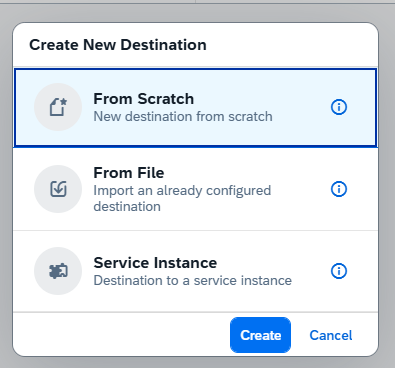 Create New Destination
From Scratch
New destination from scratch
From File
Import an already configured
destination
Service Instance
Destination to a service instance
Create
Cancel